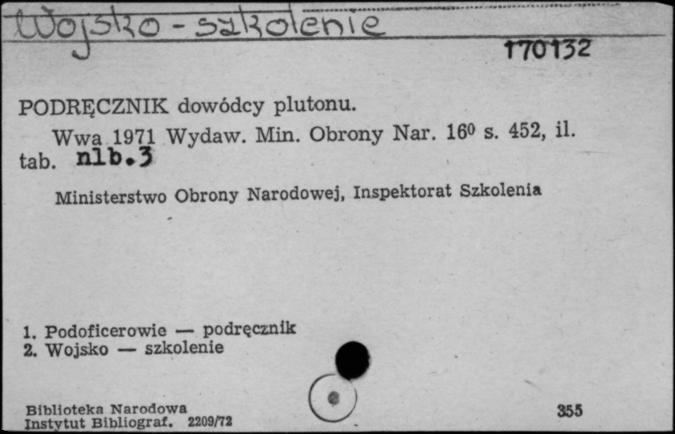 Wojsko - szkolenie
170132
PODRĘCZNIK dowódcy plutonu.
Wwa 1971 Wydaw. Min. Obrony Nar. 16⁰ s. 452, il.
tab. nlb.3
Ministerstwo Obrony Narodowej, Inspektorat Szkolenia
1. Podoficerowie — podręcznik
2. Wojsko — szkolenie
Biblioteka Narodowa
Instytut Bibliograf. 2209/72
355